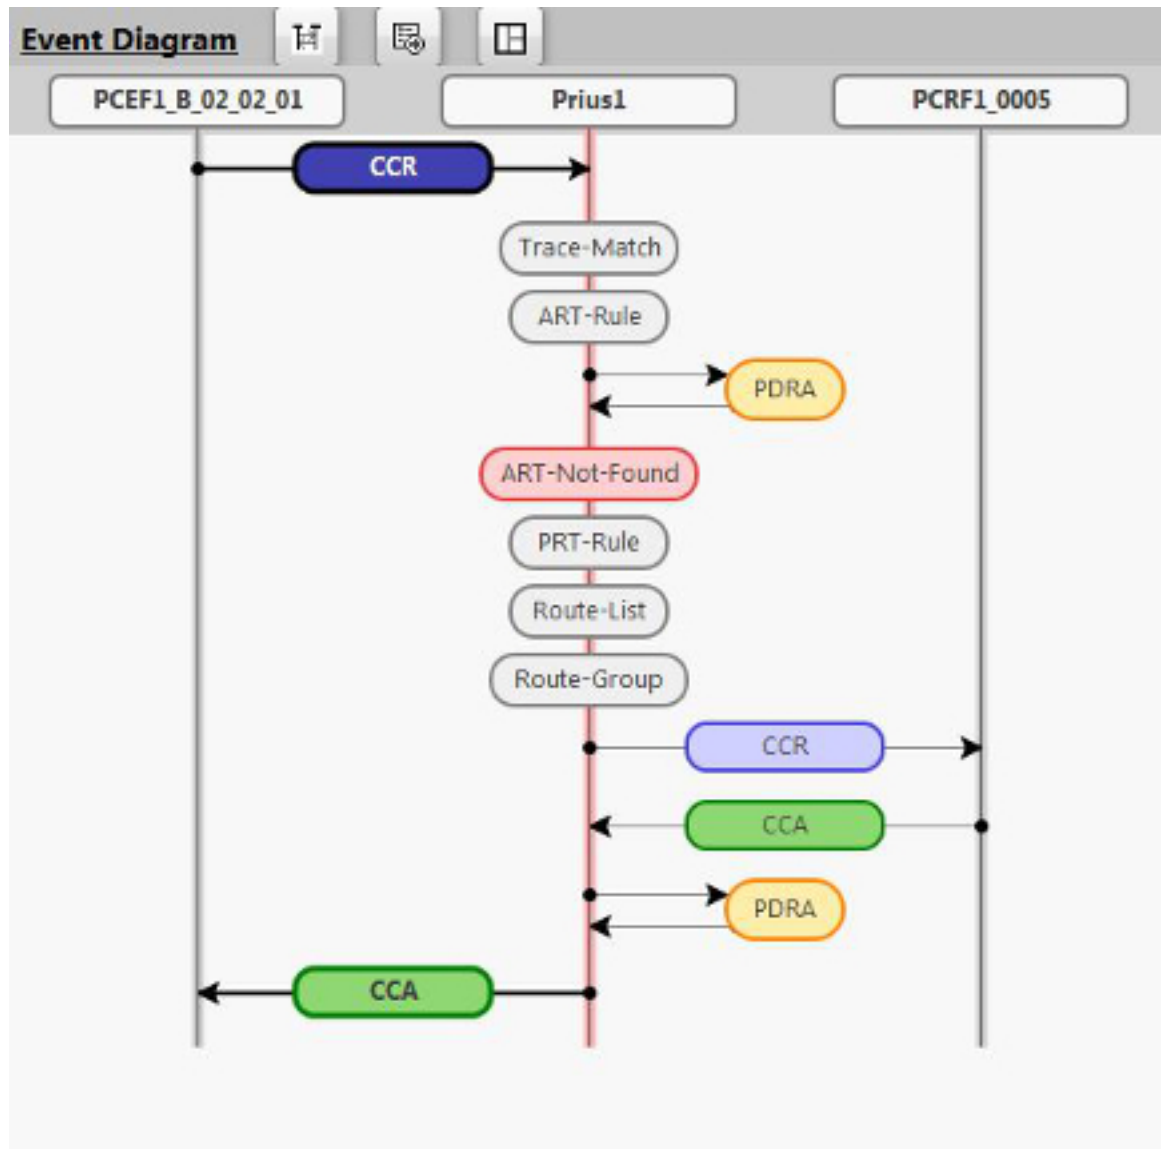 Event Diagram
PCEF1_B_02_02_01 Prius1 PCRF1_0005
CCR
Trace-Match
ART-Rule
PDRA
ART-Not-Found
PRT-Rule
Route-List
Route-Group
CCR
CCA
PDRA
CCA